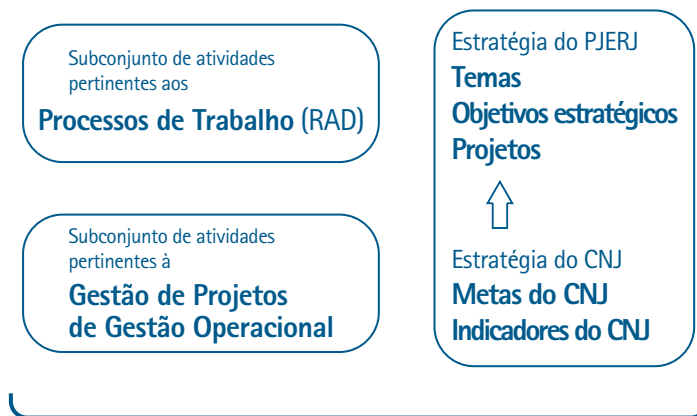 Subconjunto de atividades
pertinentes aos
Processos de Trabalho (RAD)
Subconjunto de atividades
pertinentes à
Gestão de Projetos
de Gestão Operacional
Estratégia do PJERJ
Temas
Objetivos estratégicos
Projetos
Estratégia do CNJ
Metas do CNJ
Indicadores do CNJ